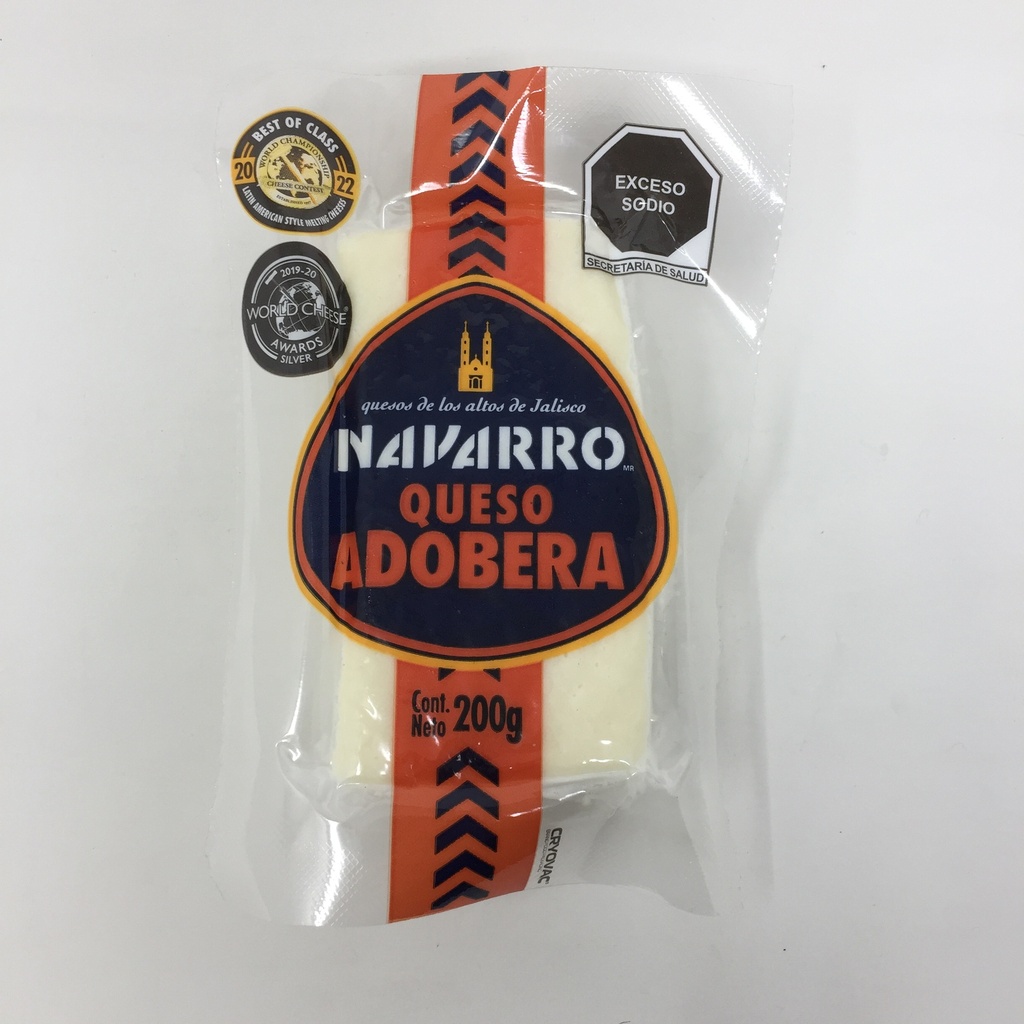 BEST OF CLASS
20 22
WORLD CHAMPIONSHIP
CHEESE CONTEST
LATIN AMERICAN STYLE MELTING CHEESES
2019-20
WORLD CHEESE
AWARDS
SILVER
EXCESO
SODIO
SECRETARÍA DE SALUD
quesos de los altos de Jalisco
NAVARRO MR
QUESO
ADOBERA
Cont.
Neto 200g
CRYOVAC